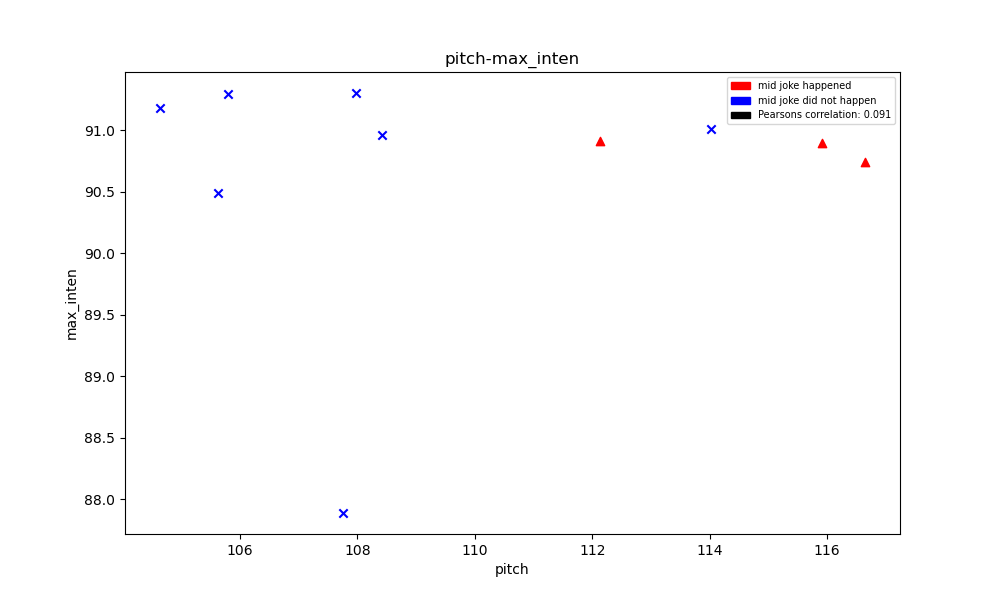 pitch-max_inten
mid joke happened
mid joke did not happen
Pearsons correlation: 0.091
max_inten
91.0
90.5
90.0
89.5
89.0
88.5
88.0
106
108
110
112
114
116
pitch